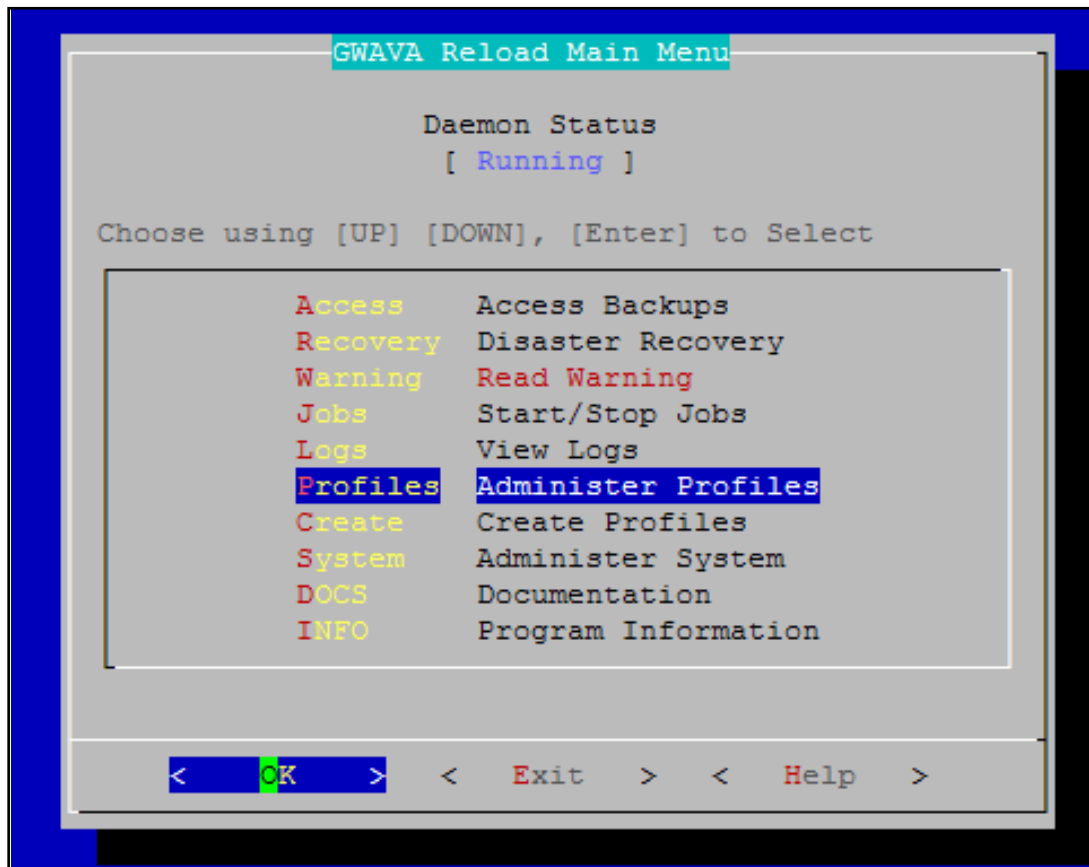 GWAVA Reload Main Menu
Daemon Status
[ Running ]
Choose using [UP] [DOWN], [Enter] to Select
Access Access Backups
Recovery Disaster Recovery
Warning Read Warning
Jobs Start/Stop Jobs
Logs View Logs
Profiles Administer Profiles
Create Create Profiles
System Administer System
DOCS Documentation
INFO Program Information
< OK > < Exit > < Help >